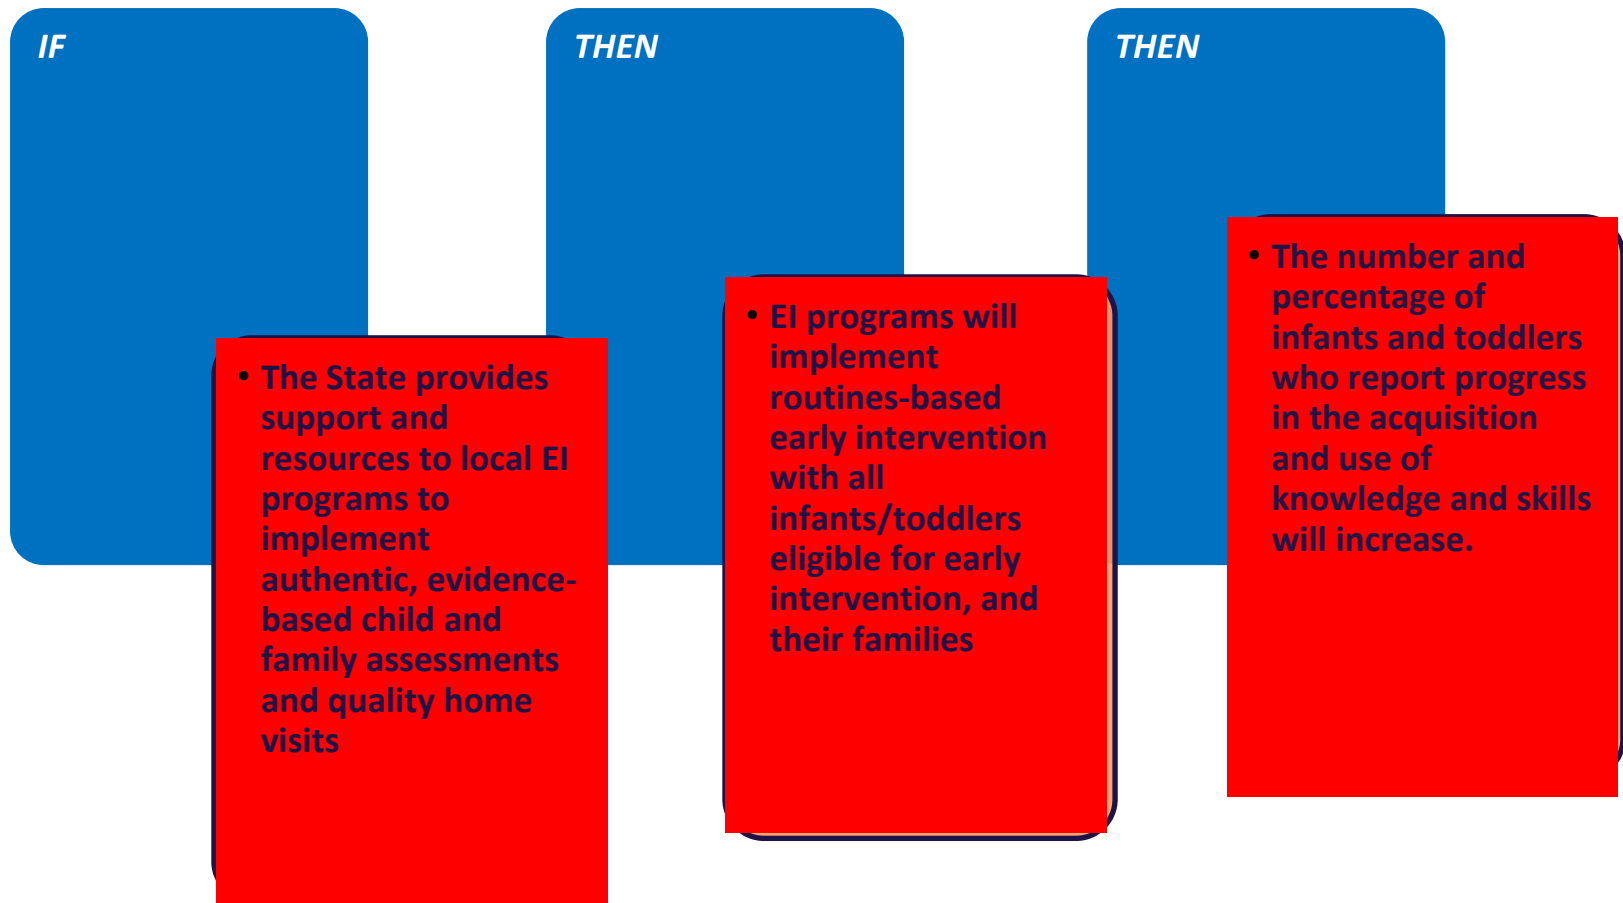 IF
• The State provides
support and
resources to local EI
programs to
implement
authentic, evidence-
based child and
family assessments
and quality home
visits
THEN
• EI programs will
implement
routines-based
early intervention
with all
infants/toddlers
eligible for early
intervention, and
their families
THEN
• The number and
percentage of
infants and toddlers
who report progress
in the acquisition
and use of
knowledge and skills
will increase.